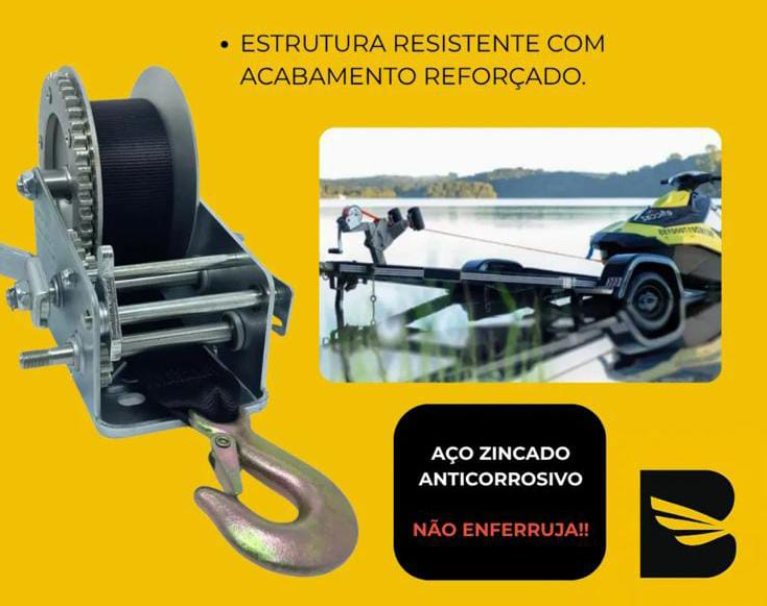 • ESTRUTURA RESISTENTE COM
ACABAMENTO REFORÇADO.
AÇO ZINCADO
ANTICORROSIVO
NÃO ENFERRUJA!!
B